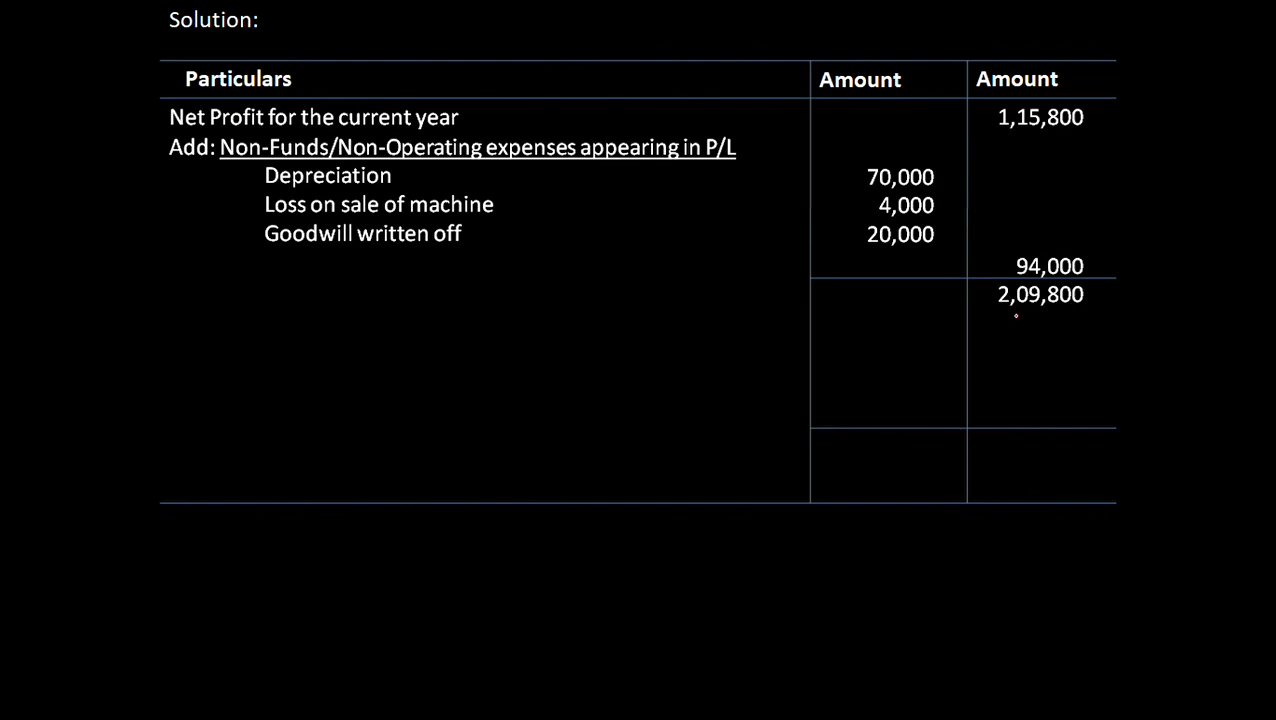 Solution:
Particulars Amount Amount
Net Profit for the current year 1,15,800
Add: Non-Funds/Non-Operating expenses appearing in P/L
Depreciation 70,000
Loss on sale of machine 4,000
Goodwill written off 20,000
94,000
2,09,800